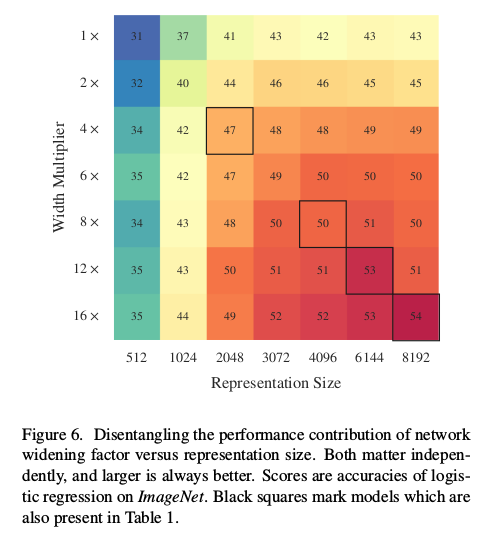 1 × 31 37 41 43 42 43 43
2 × 32 40 44 46 46 45 45
4 × 34 42 47 48 48 49 49
6 × 35 42 47 49 50 50 50
8 × 34 43 48 50 50 51 50
12 × 35 43 50 51 51 53 51
16 × 35 44 49 52 52 53 54
Width Multiplier
512 1024 2048 3072 4096 6144 8192
Representation Size
Figure 6. Disentangling the performance contribution of network
widening factor versus representation size. Both matter indepen-
dently, and larger is always better. Scores are accuracies of logis-
tic regression on ImageNet. Black squares mark models which are
also present in Table 1.